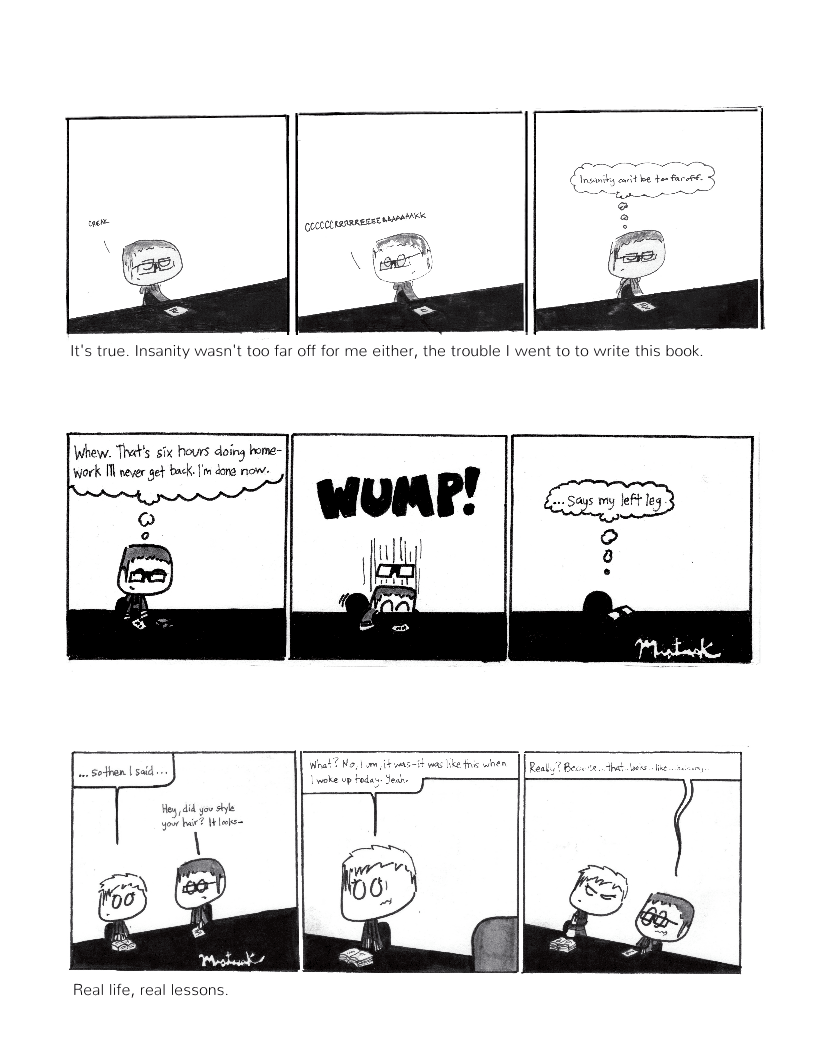 CREAK
CCCCCCRRRRREEEEEAAAAAAKK
Insanity can't be too far off.
It's true. Insanity wasn't too far off for me either, the trouble I went to to write this book.
Whew. That's six hours doing home-
work I'll never get back. I'm done now.
WUMP!
... Says my left leg.
... so then I said ...
Hey, did you style
your hair? It looks-
What? No, I um, it was-it was like this when
I woke up today. Yeah.
Really? Because... that... looks... like...
Real life, real lessons.